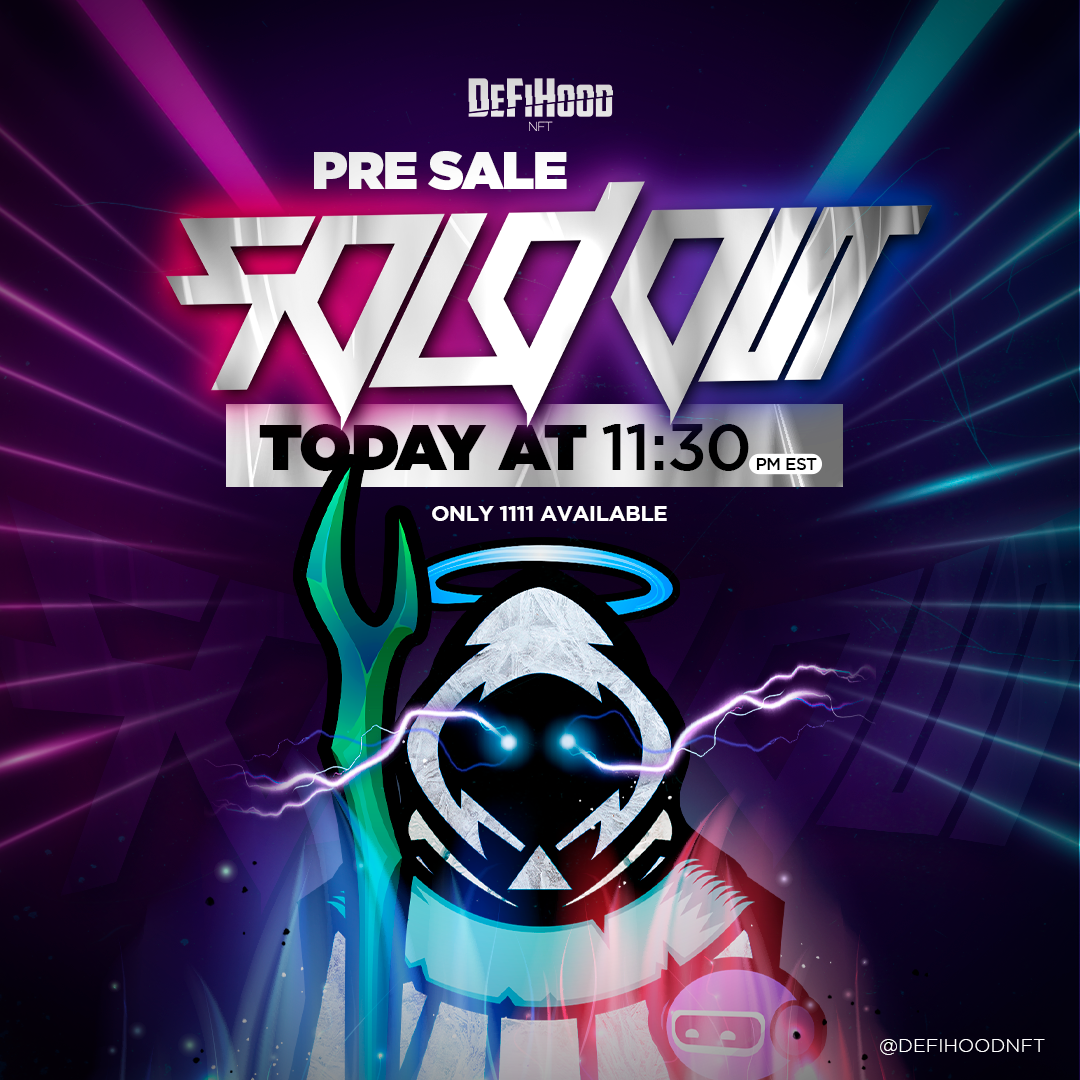 DEFIHOOD
NFT
PRE SALE
SOLD OUT
TODAY AT 11:30 PM EST
ONLY 1111 AVAILABLE
@DEFIHOODNFT